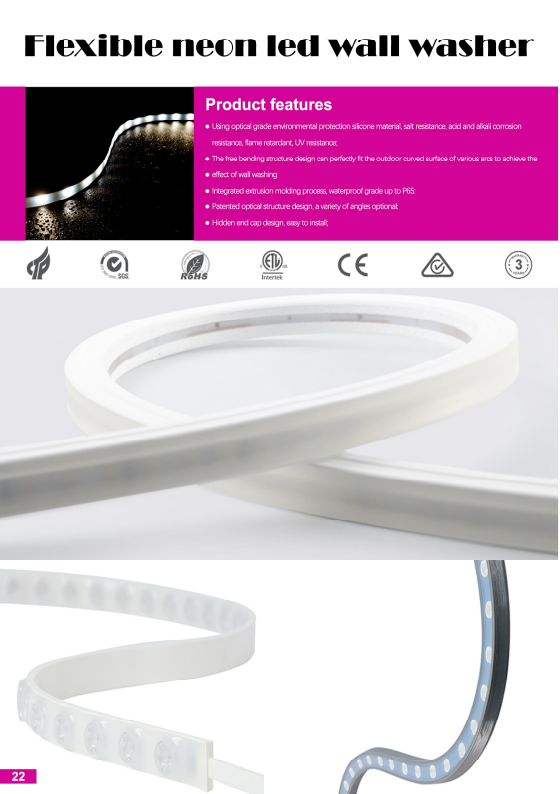 Flexible neon led wall washer
Product features
● Using optical grade environmental protection silicone material, salt resistance, acid and alkali corrosion
resistance, flame retardant, UV resistance;
● The free bending structure design can perfectly fit the outdoor curved surface of various arcs to achieve the
● effect of wall washing
● Integrated extrusion molding process, waterproof grade up to P65:
● Patented optical structure design, a variety of angles optional:
● Hidden end cap design, easy to install;
SGS
RoHS
ETL
US
Intertek
CE
3
YEARS
22